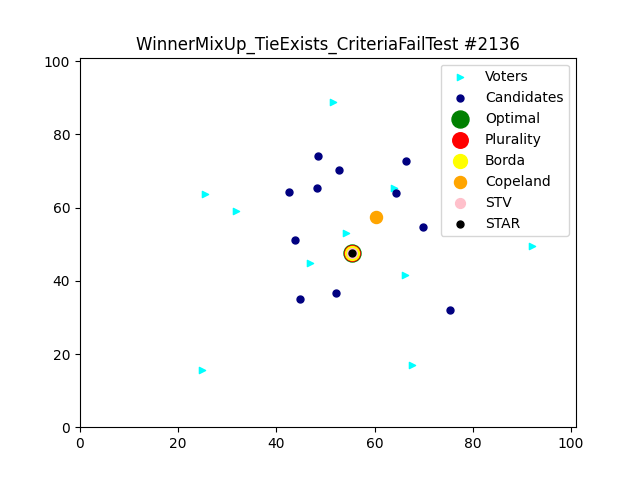 WinnerMixUp_TieExists_CriteriaFailTest #2136
100
80
60
40
20
0
0 20 40 60 80 100
Voters
Candidates
Optimal
Plurality
Borda
Copeland
STV
STAR